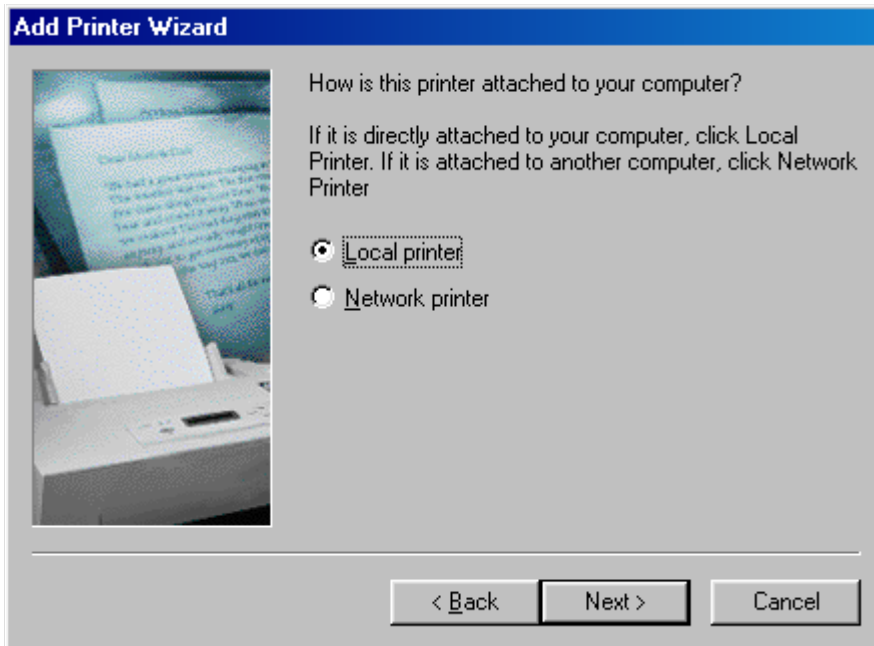 Add Printer Wizard
How is this printer attached to your computer?
If it is directly attached to your computer, click Local
Printer. If it is attached to another computer, click Network
Printer
Local printer
Network printer
< Back
Next >
Cancel